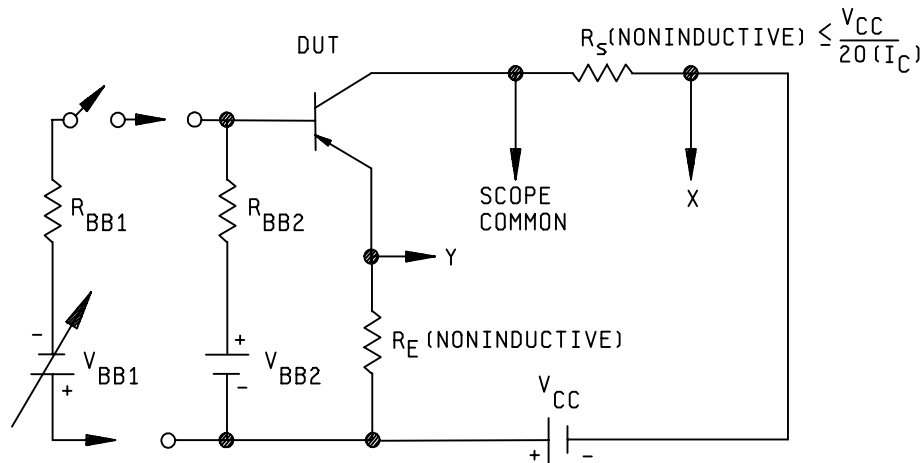 DUT
R_S (NONINDUCTIVE) ≤ V_CC / 20 (I_C)
R_BB1
R_BB2
SCOPE
COMMON
X
Y
R_E (NONINDUCTIVE)
-
V_BB1
+
+
V_BB2
-
V_CC
+ -